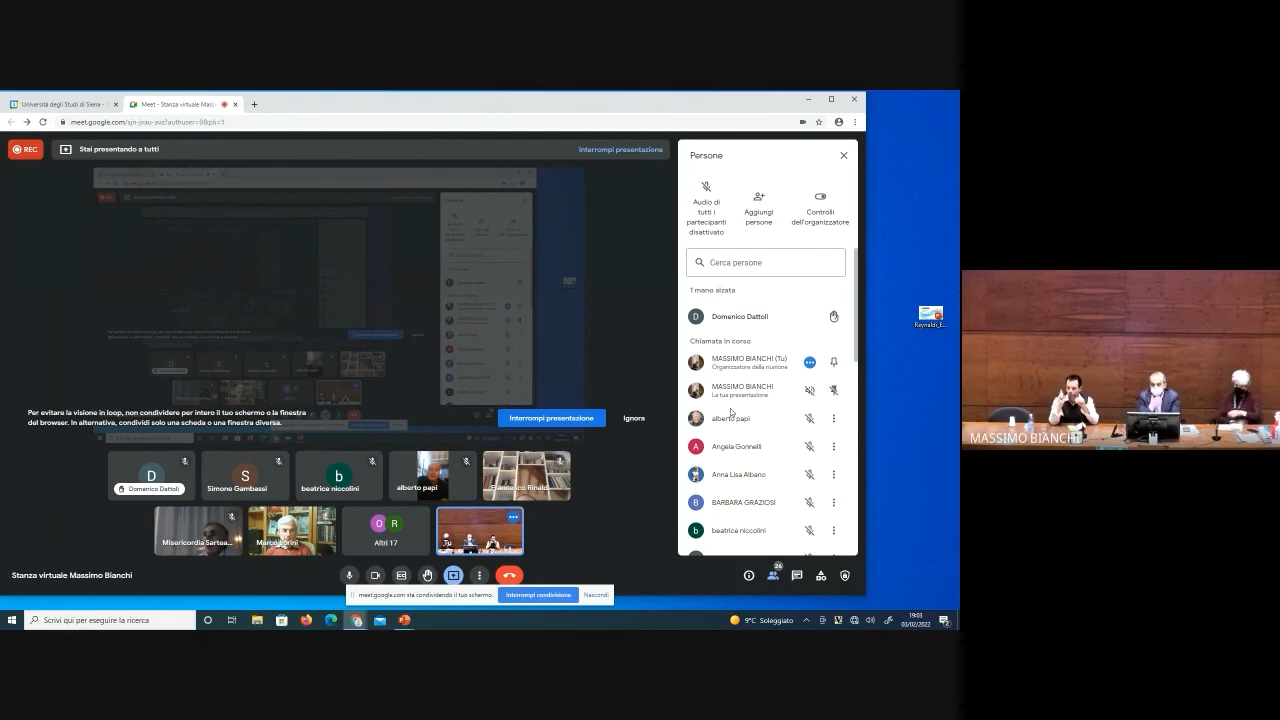 Università degli Studi di Siena -
Meet - Stanza virtuale Mass
meet.google.com/sjn-jvau-avz?authuser=0&pli=1
REC
Stai presentando a tutti
Interrompi presentazione
Persone
Audio di
tutti i
partecipanti
disattivato
Aggiungi
persone
Controlli
dell'organizzatore
Cerca persone
1 mano alzata
D
Domenico Dattoli
Chiamata in corso
MASSIMO BIANCHI (Tu)
Organizzatore della riunione
MASSIMO BIANCHI
La tua presentazione
alberto papi
A
Angela Gonnelli
Anna Lisa Albano
B
BARBARA GRAZIOSI
b
beatrice niccolini
Per evitare la visione in loop, non condividere per intero il tuo schermo o la finestra
del browser. In alternativa, condividi solo una scheda o una finestra diversa.
Interrompi presentazione
Ignora
D
Domenico Dattoli
S
Simone Gambassi
b
beatrice niccolini
alberto papi
Francesco Rinaldi
Misericordia Sartea...
O R
Altri 17
Tu
Stanza virtuale Massimo Bianchi
26
meet.google.com sta condividendo il tuo schermo.
Interrompi condivisione
Nascondi
Reynaldi_E...
Scrivi qui per eseguire la ricerca
9°C Soleggiato
19:03
03/02/2022
MASSIMO BIANCHI